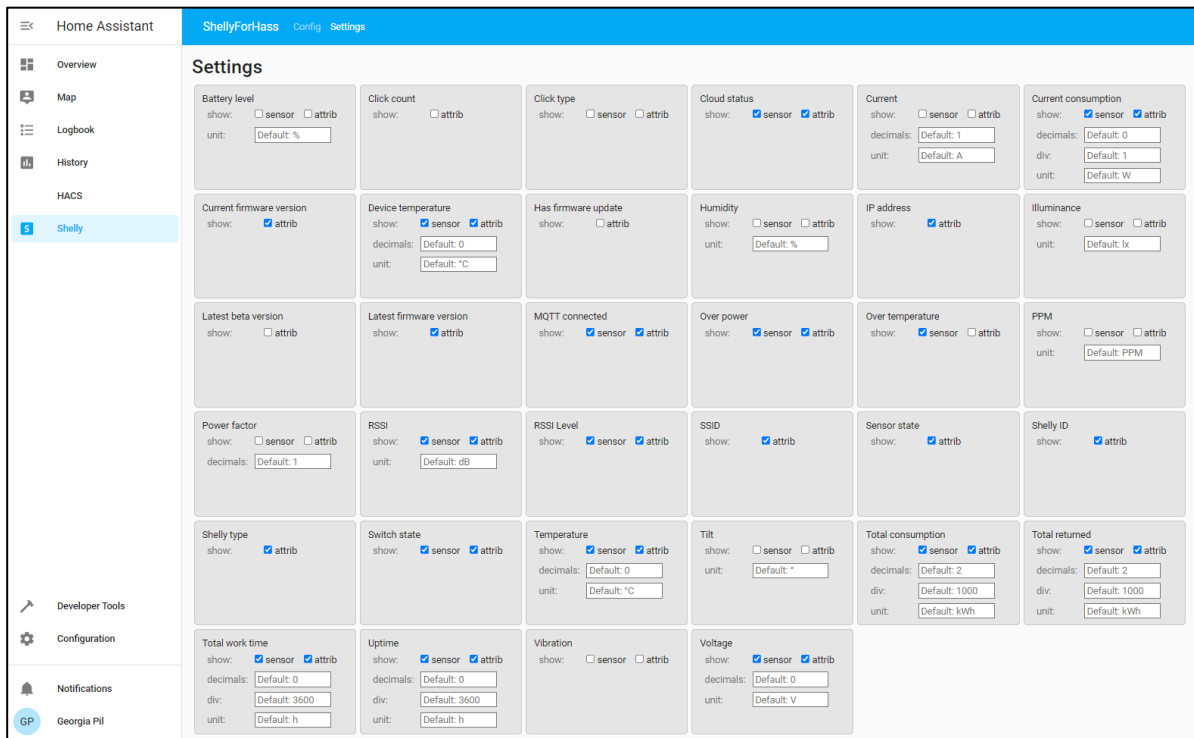 Home Assistant
ShellyForHass Config Settings
Overview
Map
Logbook
History
HACS
Shelly
Developer Tools
Configuration
Notifications
GP Georgia Pil
Settings
Battery level
show: sensor attrib
unit: Default: %
Click count
show: attrib
Click type
show: sensor attrib
Cloud status
show: sensor attrib
Current
show: sensor attrib
decimals: Default: 1
unit: Default: A
Current consumption
show: sensor attrib
decimals: Default: 0
div: Default: 1
unit: Default: W
Current firmware version
show: attrib
Device temperature
show: sensor attrib
decimals: Default: 0
unit: Default: °C
Has firmware update
show: attrib
Humidity
show: sensor attrib
unit: Default: %
IP address
show: attrib
Illuminance
show: sensor attrib
unit: Default: lx
Latest beta version
show: attrib
Latest firmware version
show: attrib
MQTT connected
show: sensor attrib
Over power
show: sensor attrib
Over temperature
show: sensor attrib
PPM
show: sensor attrib
unit: Default: PPM
Power factor
show: sensor attrib
decimals: Default: 1
RSSI
show: sensor attrib
unit: Default: dB
RSSI Level
show: sensor attrib
SSID
show: attrib
Sensor state
show: attrib
Shelly ID
show: attrib
Shelly type
show: attrib
Switch state
show: sensor attrib
Temperature
show: sensor attrib
decimals: Default: 0
unit: Default: °C
Tilt
show: sensor attrib
unit: Default: °
Total consumption
show: sensor attrib
decimals: Default: 2
div: Default: 1000
unit: Default: kWh
Total returned
show: sensor attrib
decimals: Default: 2
div: Default: 1000
unit: Default: kWh
Total work time
show: sensor attrib
decimals: Default: 0
div: Default: 3600
unit: Default: h
Uptime
show: sensor attrib
decimals: Default: 0
div: Default: 3600
unit: Default: h
Vibration
show: sensor attrib
Voltage
show: sensor attrib
decimals: Default: 0
unit: Default: V